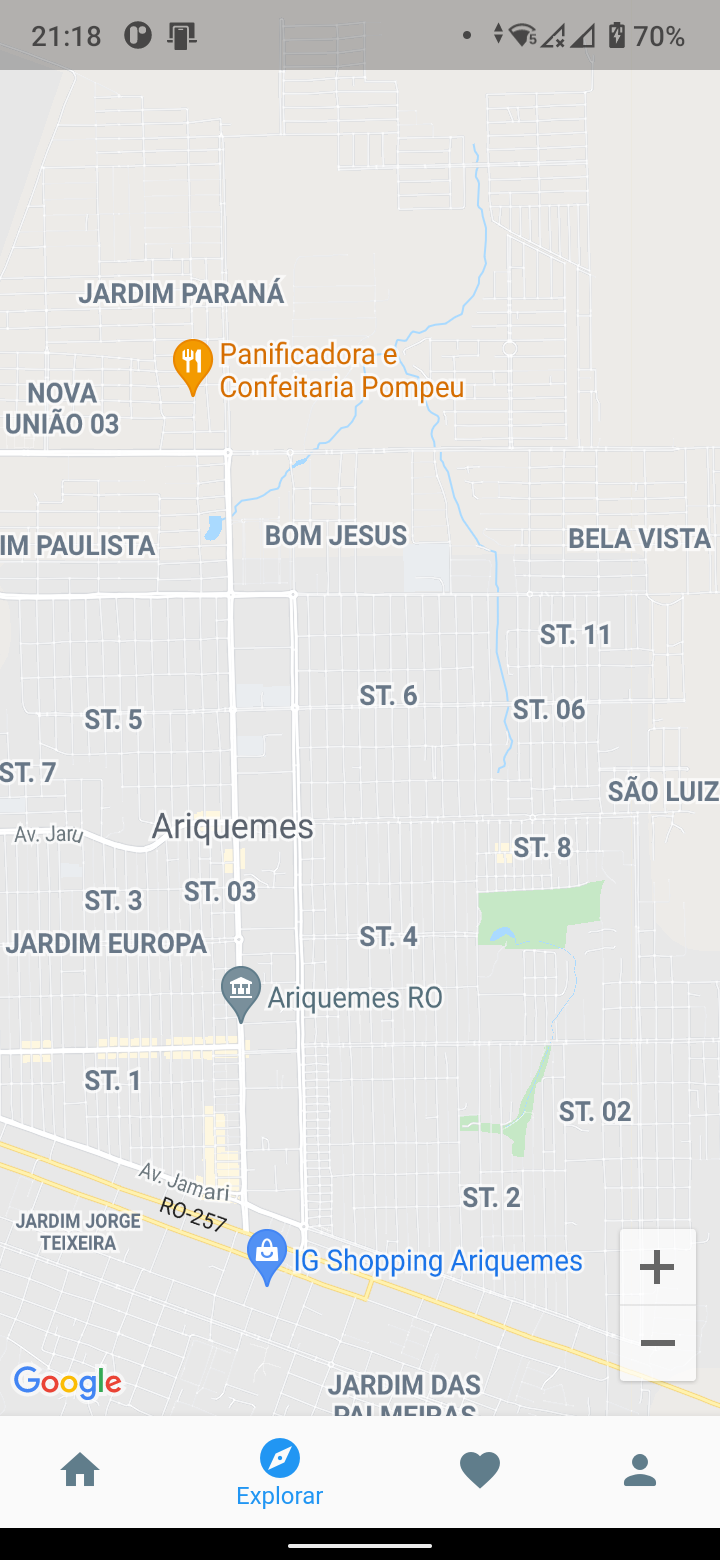 21:18
5
70%
JARDIM PARANÁ
Panificadora e
Confeitaria Pompeu
NOVA
UNIÃO 03
IM PAULISTA
BOM JESUS
BELA VISTA
ST. 11
ST. 6
ST. 06
ST. 5
ST. 7
SÃO LUIZ
Av. Jaru
Ariquemes
ST. 8
ST. 03
ST. 3
ST. 4
JARDIM EUROPA
Ariquemes RO
ST. 1
ST. 02
Av. Jamari
ST. 2
RO-257
JARDIM JORGE
TEIXEIRA
IG Shopping Ariquemes
+
−
Google
JARDIM DAS
PALMEIRAS
Explorar